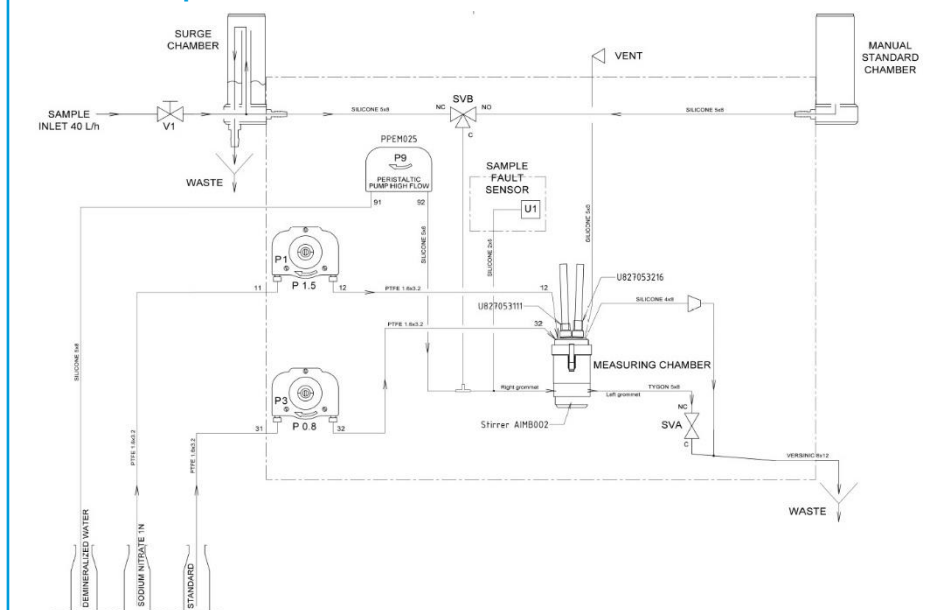 SURGE
CHAMBER
VENT
MANUAL
STANDARD
CHAMBER
SAMPLE
INLET 40 L/h
V1
SILICONE 5x8
NC
SVB
NO
C
SILICONE 5x8
WASTE
PPEM025
P9
PERISTALTIC
PUMP HIGH FLOW
91
92
SAMPLE
FAULT
SENSOR
U1
SILICONE 5x8
SILICONE 2x6
P1
P 1.5
11
12
PTFE 1.6x3.2
12
U827053216
U827053111
SILICONE 4x8
PTFE 1.6x3.2
32
MEASURING CHAMBER
SILICONE 5x8
P3
P 0.8
31
32
Right grommet
TYGON 5x8
Left grommet
Stirrer AIMB002
NC
SVA
C
PTFE 1.6x3.2
PTFE 1.6x3.2
VERSINIC 8x12
WASTE
DEMINERALIZED WATER
SODIUM NITRATE 1N
STANDARD